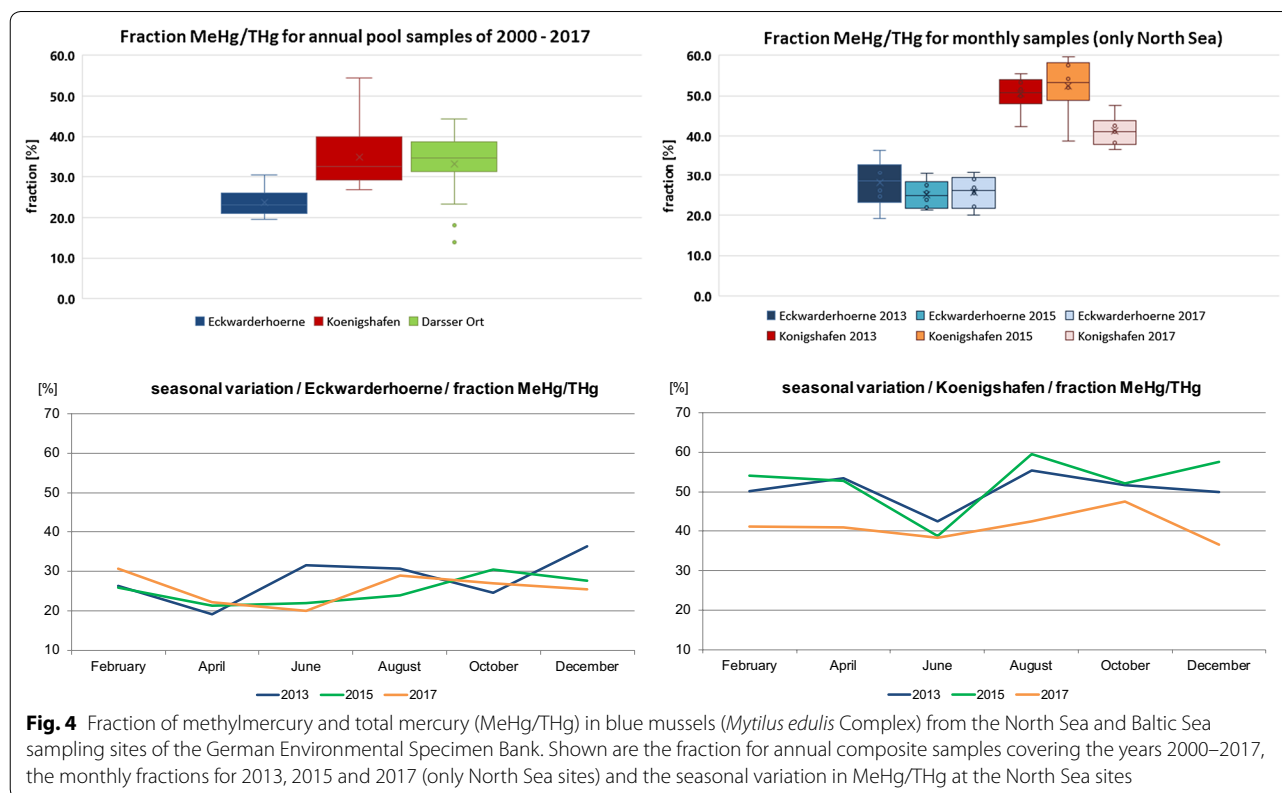 Fraction MeHg/THg for annual pool samples of 2000 - 2017
60.0
50.0
40.0
30.0
20.0
10.0
0.0
fraction [%]
Eckwarderhoerne Koenigshafen Darsser Ort
Fraction MeHg/THg for monthly samples (only North Sea)
60.0
50.0
40.0
30.0
20.0
10.0
0.0
fraction [%]
Eckwarderhoerne 2013 Eckwarderhoerne 2015 Eckwarderhoerne 2017
Konigshafen 2013 Koenigshafen 2015 Konigshafen 2017
[%] seasonal variation / Eckwarderhoerne / fraction MeHg/THg
70
60
50
40
30
20
10
February April June August October December
2013 2015 2017
[%] seasonal variation / Koenigshafen / fraction MeHg/THg
70
60
50
40
30
20
10
February April June August October December
2013 2015 2017
Fig. 4 Fraction of methylmercury and total mercury (MeHg/THg) in blue mussels (Mytilus edulis Complex) from the North Sea and Baltic Sea
sampling sites of the German Environmental Specimen Bank. Shown are the fraction for annual composite samples covering the years 2000–2017,
the monthly fractions for 2013, 2015 and 2017 (only North Sea sites) and the seasonal variation in MeHg/THg at the North Sea sites